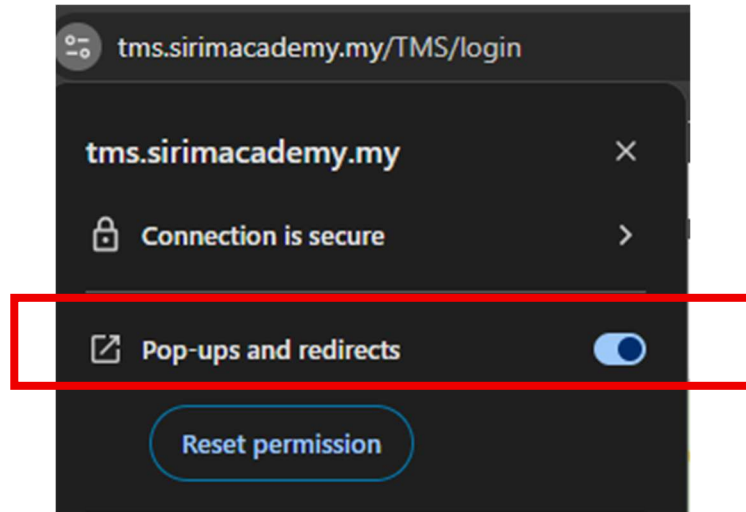 tms.sirimacademy.my/TMS/login
tms.sirimacademy.my
Connection is secure
Pop-ups and redirects
Reset permission